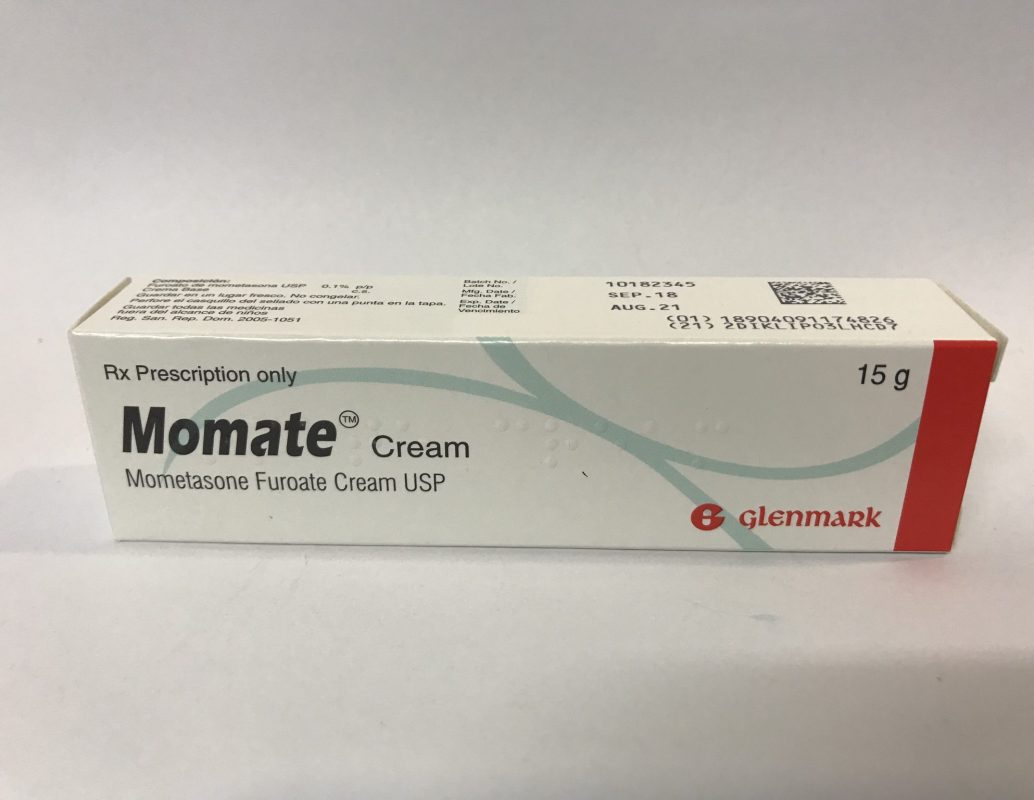 Composición:
Furoato de mometasona USP 0.1% p/p
Crema Base c.s.
Guardar en un lugar fresco. No congelar.
Perfore el casquillo del sellado con una punta en la tapa.
Guardar todas las medicinas
fuera del alcance de niños
Reg. San. Rep. Dom. 2005-1051
Batch No. /
Lote No.
Mfg. Date /
Fecha Fab.
Exp. Date /
Fecha de
Vencimiento
10182345
SEP.18
AUG.21
(01) 18904091174826
(21) 2DIKLIPO3LHCD7
Rx Prescription only
15 g
Momate™ Cream
Mometasone Furoate Cream USP
glenmark